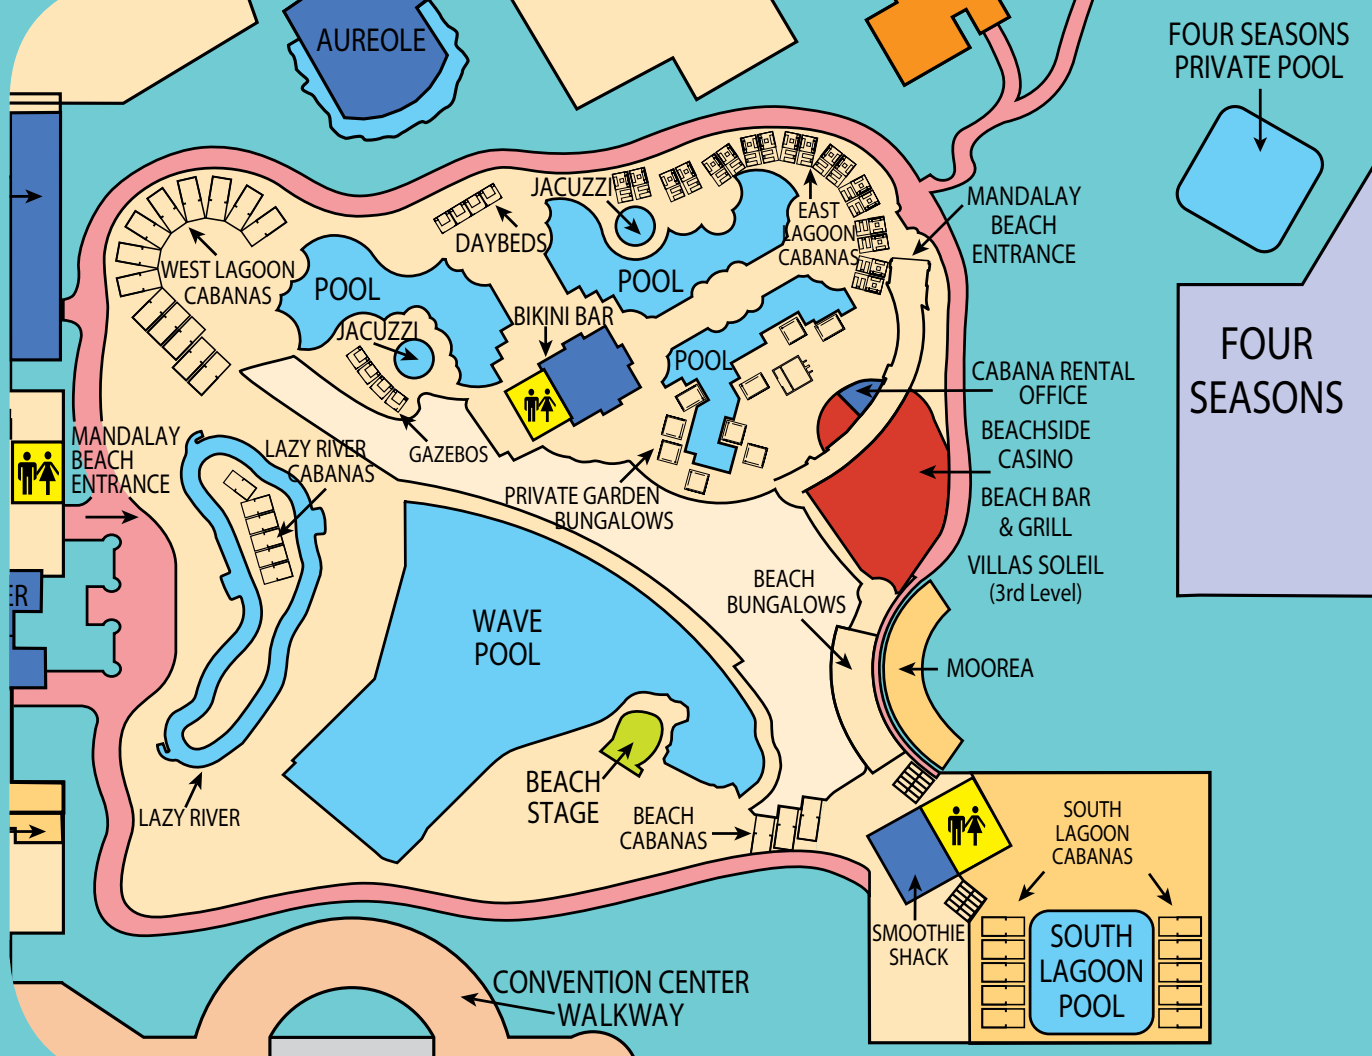 AUREOLE
FOUR SEASONS
PRIVATE POOL
JACUZZI
DAYBEDS
EAST
LAGOON
CABANAS
MANDALAY
BEACH
ENTRANCE
WEST LAGOON
CABANAS
POOL
POOL
JACUZZI
BIKINI BAR
POOL
FOUR
SEASONS
CABANA RENTAL
OFFICE
BEACHSIDE
CASINO
BEACH BAR
& GRILL
VILLAS SOLEIL
(3rd Level)
MANDALAY
BEACH
ENTRANCE
LAZY RIVER
CABANAS
GAZEBOS
PRIVATE GARDEN
BUNGALOWS
ER
WAVE
POOL
BEACH
BUNGALOWS
MOOREA
BEACH
STAGE
LAZY RIVER
BEACH
CABANAS
SOUTH
LAGOON
CABANAS
SMOOTHIE
SHACK
SOUTH
LAGOON
POOL
CONVENTION CENTER
WALKWAY